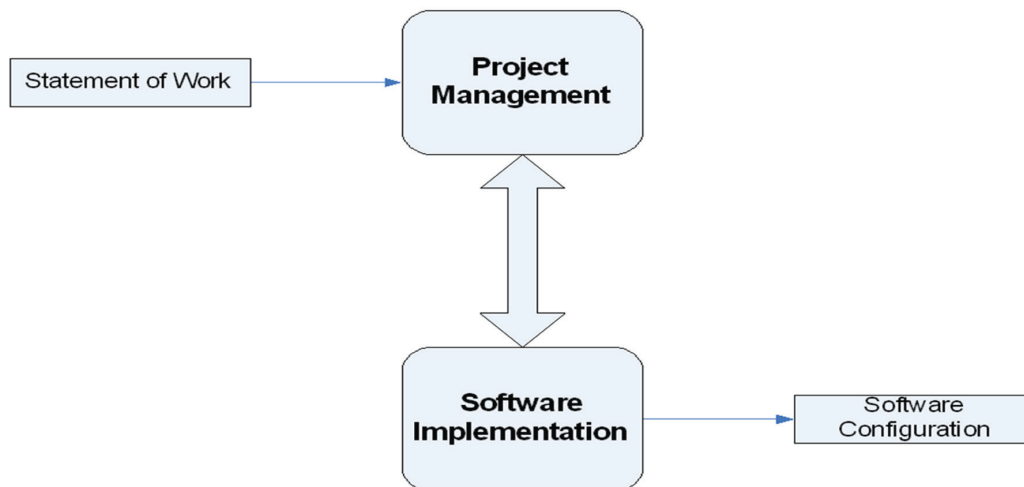 Project
Management
Statement of Work
Software
Implementation
Software
Configuration